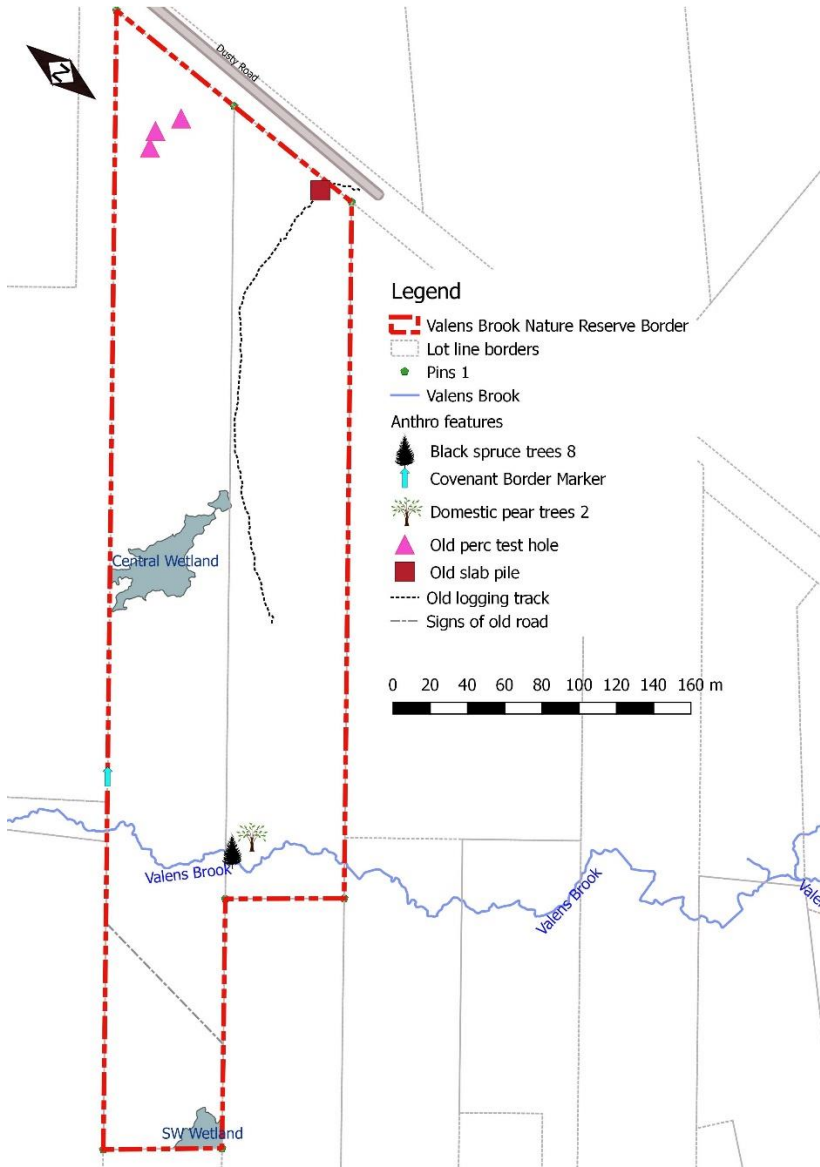 Dusty Road
N
Legend
Valens Brook Nature Reserve Border
Lot line borders
Pins 1
Valens Brook
Anthro features
Black spruce trees 8
Covenant Border Marker
Domestic pear trees 2
Old perc test hole
Old slab pile
Old logging track
Signs of old road
0 20 40 60 80 100 120 140 160 m
Central Wetland
Valens Brook
Valens Brook
SW Wetland